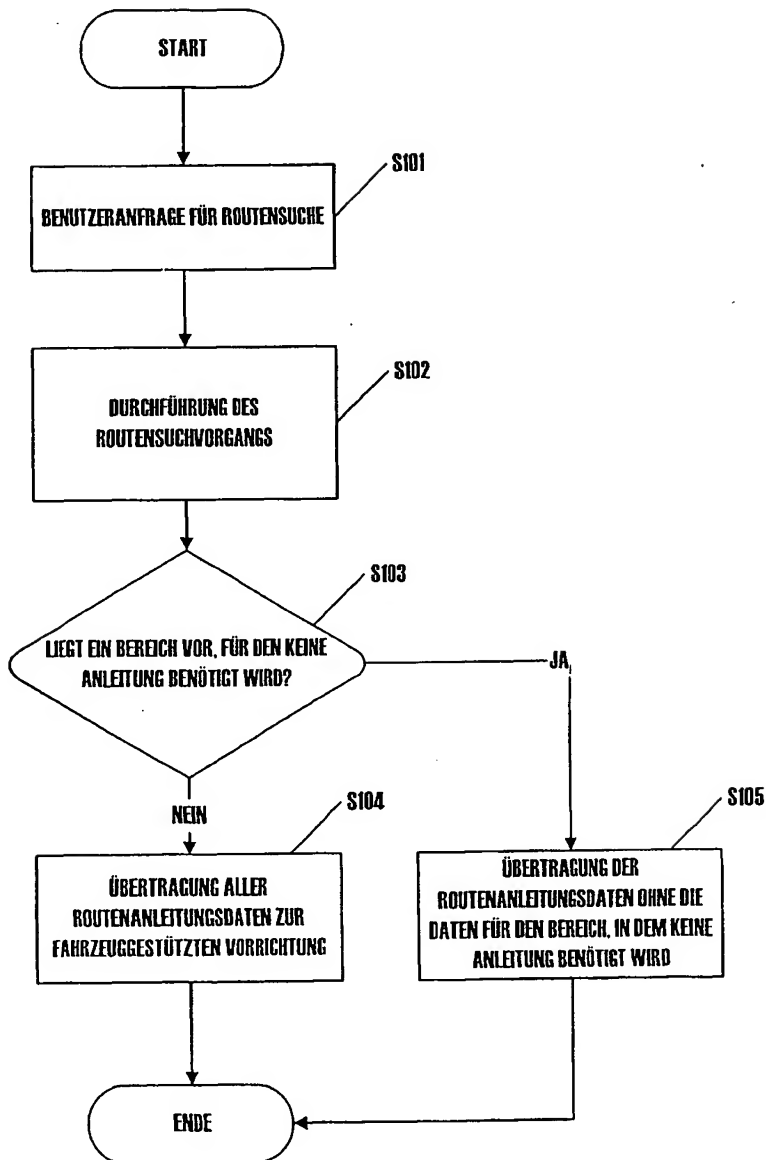 START
S101
BENUTZERANFRAGE FÜR ROUTENSUCHE
S102
DURCHFÜHRUNG DES
ROUTENSUCHVORGANGS
S103
LIEGT EIN BEREICH VOR, FÜR DEN KEINE
ANLEITUNG BENÖTIGT WIRD?
JA
NEIN
S104
ÜBERTRAGUNG ALLER
ROUTENANLEITUNGSDATEN ZUR
FAHRZEUGGESTÜTZTEN VORRICHTUNG
S105
ÜBERTRAGUNG DER
ROUTENANLEITUNGSDATEN OHNE DIE
DATEN FÜR DEN BEREICH, IN DEM KEINE
ANLEITUNG BENÖTIGT WIRD
ENDE